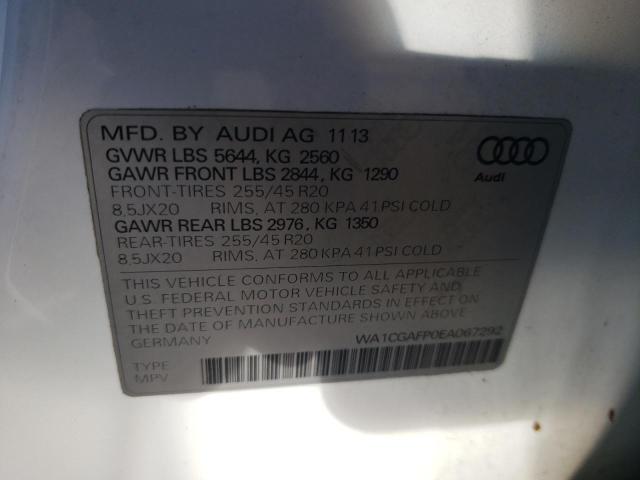 MFD. BY AUDI AG 11 13
GVWR LBS 5644, KG 2560
GAWR FRONT LBS 2844, KG 1290
FRONT-TIRES 255/45 R20
8,5JX20 RIMS, AT 280 KPA 41 PSI COLD
GAWR REAR LBS 2976, KG 1350
REAR-TIRES 255/45 R20
8,5JX20 RIMS, AT 280 KPA 41 PSI COLD
Audi
THIS VEHICLE CONFORMS TO ALL APPLICABLE
U.S. FEDERAL MOTOR VEHICLE SAFETY AND
THEFT PREVENTION STANDARDS IN EFFECT ON
THE DATE OF MANUFACTURE SHOWN ABOVE
GERMANY
WA1CGAFP0EA067292
TYPE
MPV